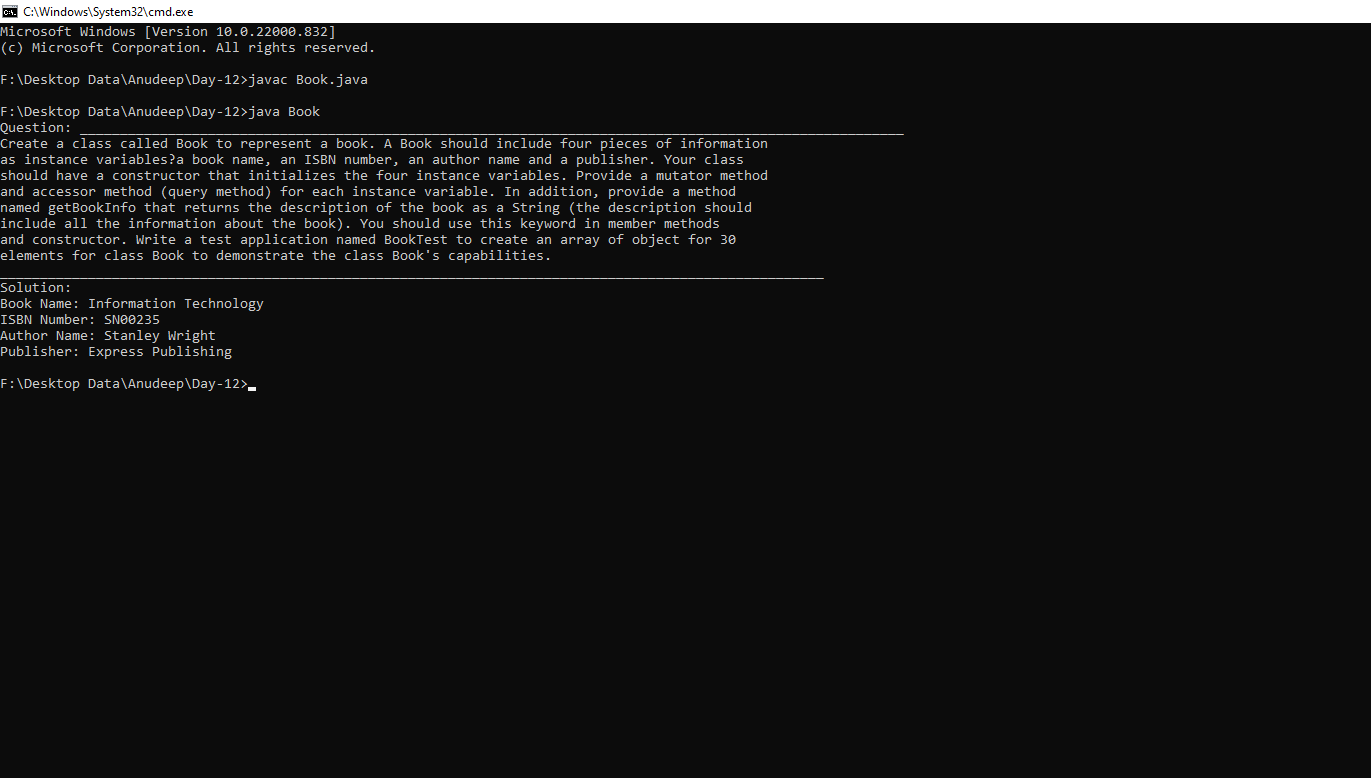 C:\Windows\System32\cmd.exe
Microsoft Windows [Version 10.0.22000.832]
(c) Microsoft Corporation. All rights reserved.
F:\Desktop Data\Anudeep\Day-12>javac Book.java
F:\Desktop Data\Anudeep\Day-12>java Book
Question: _______________________________________________________________________________________________________
Create a class called Book to represent a book. A Book should include four pieces of information
as instance variables?a book name, an ISBN number, an author name and a publisher. Your class
should have a constructor that initializes the four instance variables. Provide a mutator method
and accessor method (query method) for each instance variable. In addition, provide a method
named getBookInfo that returns the description of the book as a String (the description should
include all the information about the book). You should use this keyword in member methods
and constructor. Write a test application named BookTest to create an array of object for 30
elements for class Book to demonstrate the class Book's capabilities.
_______________________________________________________________________________________________________
Solution:
Book Name: Information Technology
ISBN Number: SN00235
Author Name: Stanley Wright
Publisher: Express Publishing
F:\Desktop Data\Anudeep\Day-12>